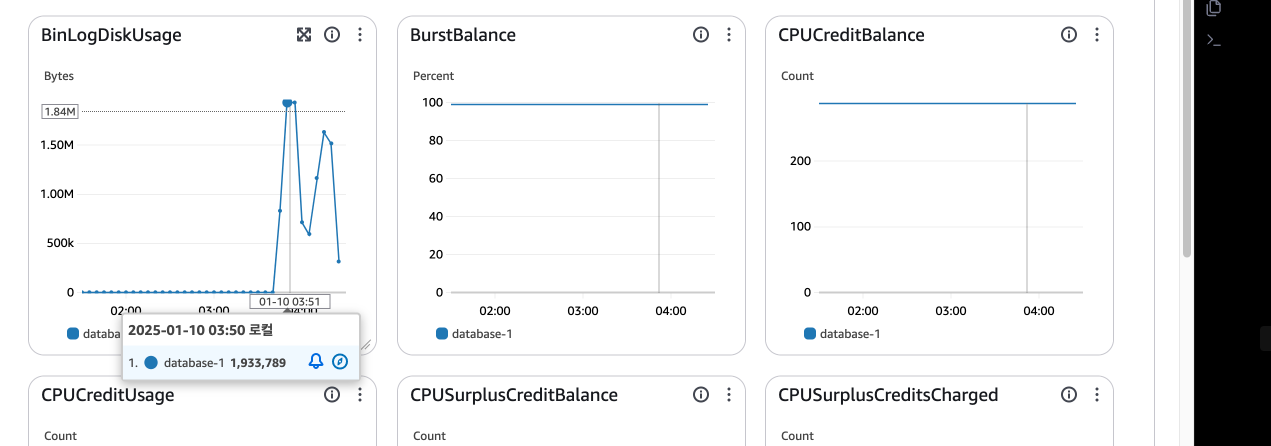 BinLogDiskUsage
Bytes
1.84M
1.50M
1.00M
500k
0
02:00
03:00
04:00
01-10 03:51
databa
2025-01-10 03:50 로컬
1. database-1 1,933,789
BurstBalance
Percent
100
80
60
40
20
0
02:00 03:00 04:00
database-1
CPUCreditBalance
Count
200
100
0
02:00 03:00 04:00
database-1
CPUCreditUsage
Count
CPUSurplusCreditBalance
Count
CPUSurplusCreditsCharged
Count